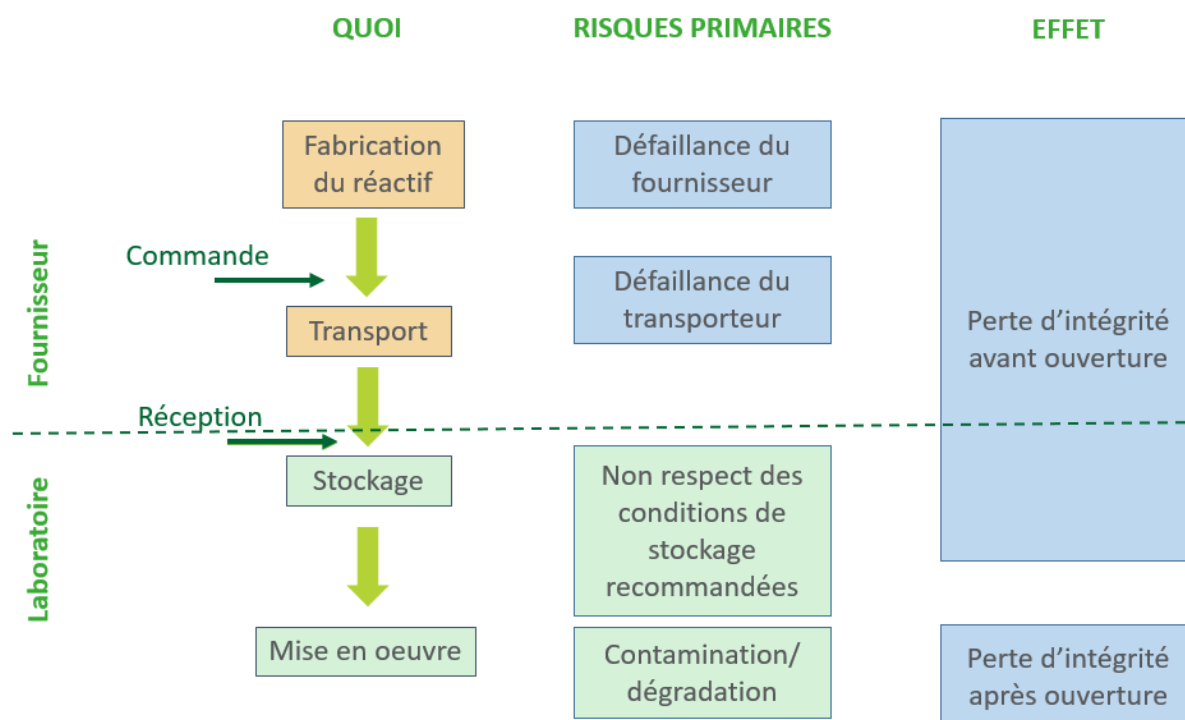 QUOI
RISQUES PRIMAIRES
EFFET
Fournisseur
Fabrication
du réactif
Défaillance du
fournisseur
Commande
Transport
Défaillance du
transporteur
Perte d’intégrité
avant ouverture
Réception
Laboratoire
Stockage
Non respect des
conditions de
stockage
recommandées
Mise en oeuvre
Contamination/
dégradation
Perte d’intégrité
après ouverture